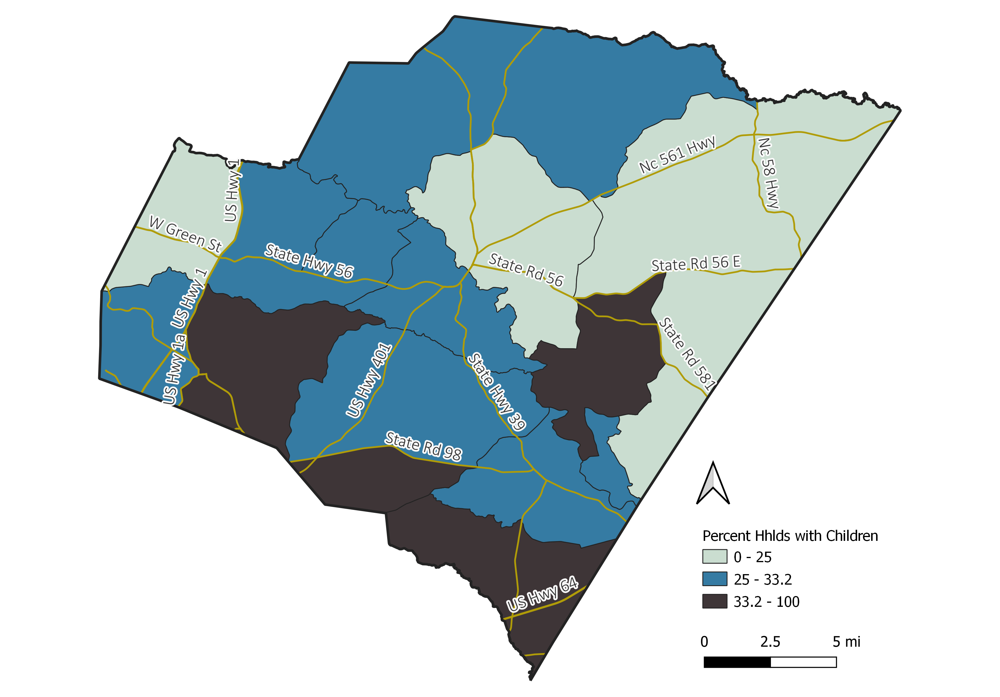 US Hwy 1
Nc 561 Hwy
Nc 58 Hwy
W Green St
State Hwy 56
State Rd 56
State Rd 56 E
US Hwy 1
US Hwy 1a
State Rd 581
US Hwy 401
State Hwy 39
State Rd 98
US Hwy 64
Percent Hhlds with Children
0 - 25
25 - 33.2
33.2 - 100
0 2.5 5 mi